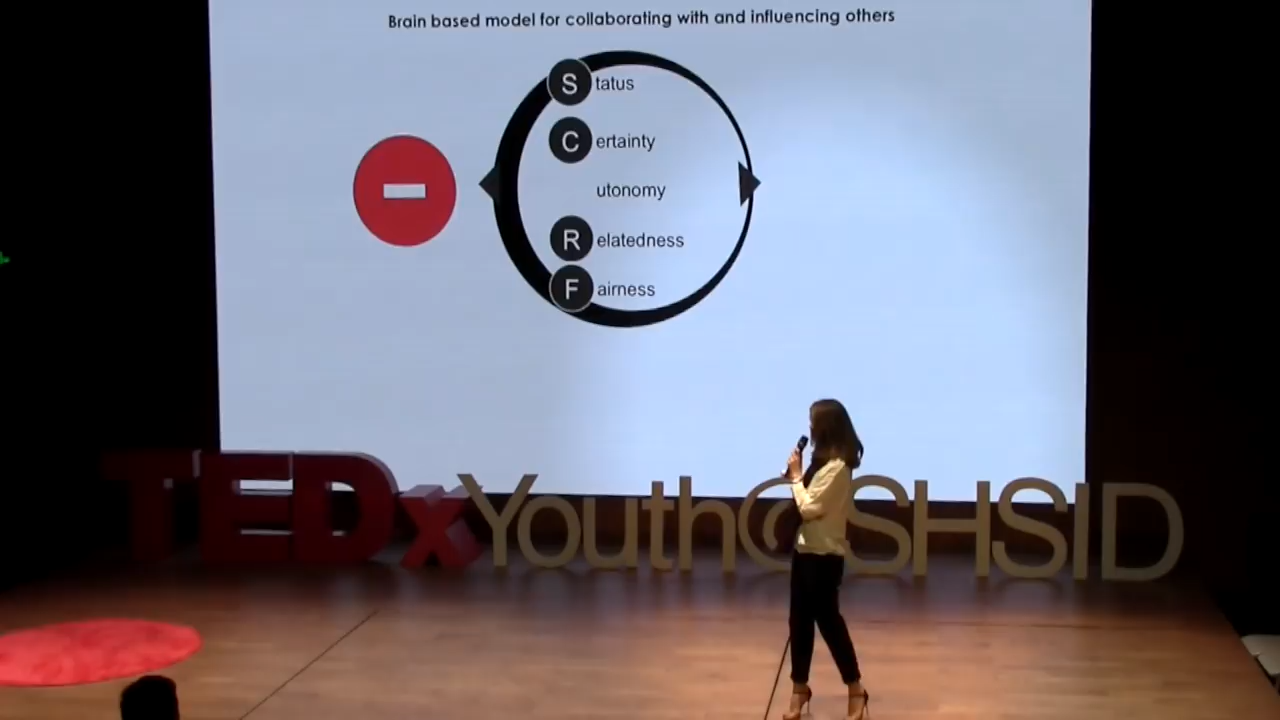 Brain based model for collaborating with and influencing others
Status
Certainty
utonomy
Relatedness
Fairness
TEDxYouth@SHSID